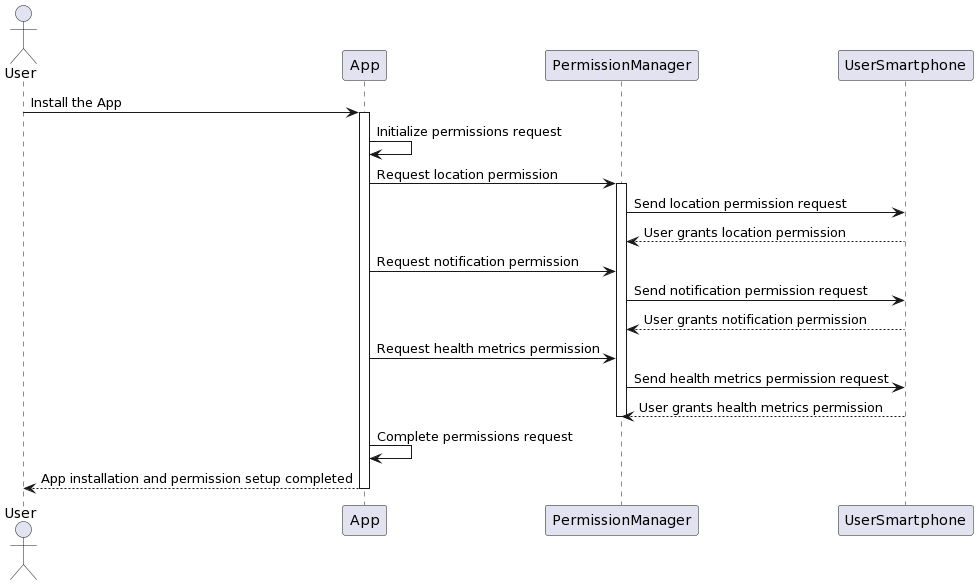 User
App
PermissionManager
UserSmartphone
Install the App
Initialize permissions request
Request location permission
Send location permission request
User grants location permission
Request notification permission
Send notification permission request
User grants notification permission
Request health metrics permission
Send health metrics permission request
User grants health metrics permission
Complete permissions request
App installation and permission setup completed
User
App
PermissionManager
UserSmartphone